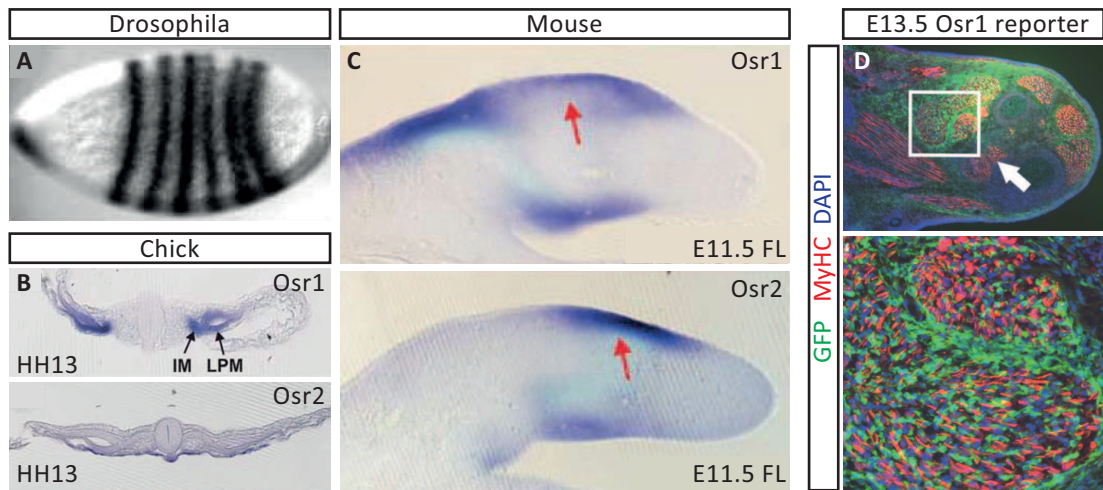 Drosophila
A
Chick
B
Osr1
IM
LPM
HH13
Osr2
HH13
Mouse
C
Osr1
E11.5 FL
Osr2
E11.5 FL
E13.5 Osr1 reporter
D
GFP MyHC DAPI